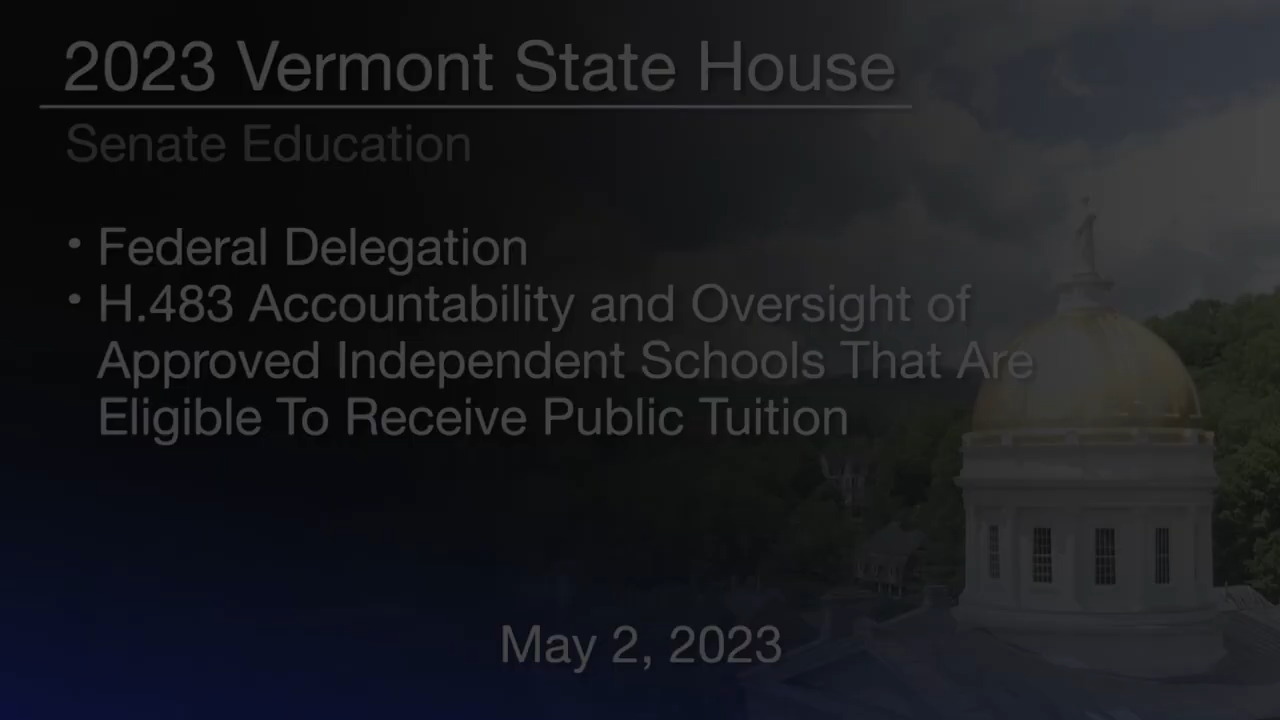 2023 Vermont State House
Senate Education
• Federal Delegation
• H.483 Accountability and Oversight of
Approved Independent Schools That Are
Eligible To Receive Public Tuition
May 2, 2023